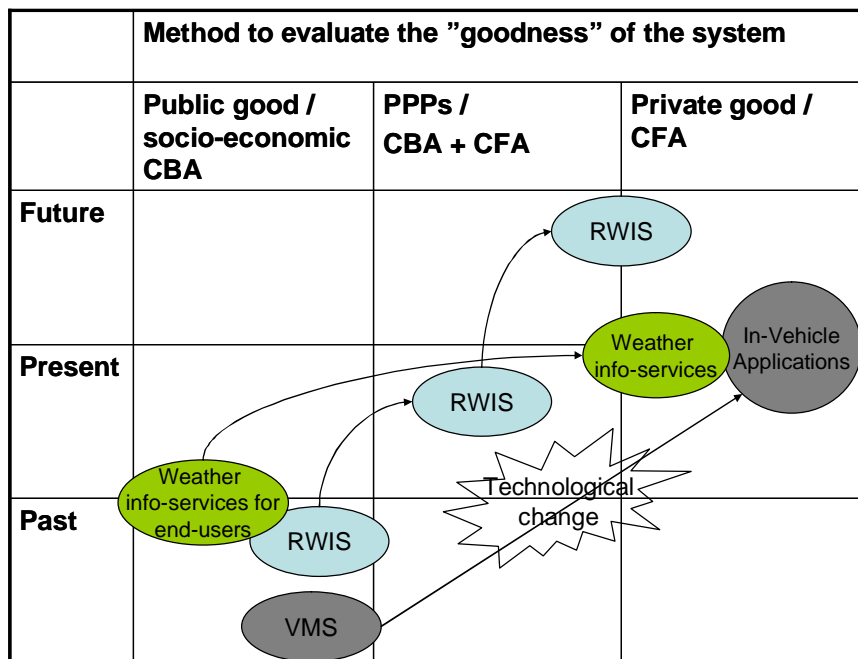 Method to evaluate the ”goodness” of the system
Public good /
socio-economic
CBA
PPPs /
CBA + CFA
Private good /
CFA
Future
RWIS
In-Vehicle
Applications
Weather
info-services
Present
RWIS
Technological
change
Weather
info-services for
end-users
Past
RWIS
VMS